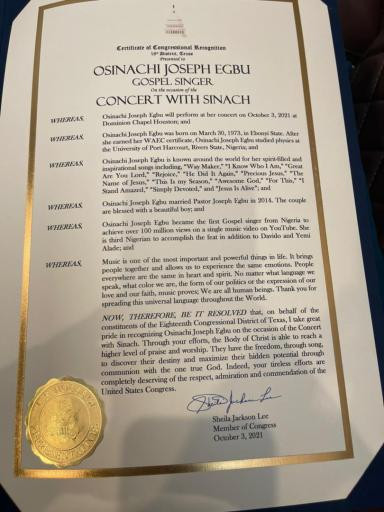 Certificate of Congressional Recognition
18th District, Texas
Presented to
OSINACHI JOSEPH EGBU
GOSPEL SINGER
On the occasion of the
CONCERT WITH SINACH
WHEREAS, Osinachi Joseph Egbu will perform at her concert on October 3, 2021 at
Dominion Chapel Houston; and
WHEREAS, Osinachi Joseph Egbu was born on March 30, 1973, in Ebonyi State. After
she earned her WAEC certificate, Osinachi Joseph Egbu studied physics at
the University of Port Harcourt, Rivers State, Nigeria; and
WHEREAS, Osinachi Joseph Egbu is known around the world for her spirit-filled and
inspirational songs including, "Way Maker," "I Know Who I Am," "Great
Are You Lord," "Rejoice," "He Did It Again," "Precious Jesus," "The
Name of Jesus," "This Is my Season," "Awesome God," "For This," "I
Stand Amazed," "Simply Devoted," and "Jesus Is Alive"; and
WHEREAS, Osinachi Joseph Egbu married Pastor Joseph Egbu in 2014. The couple
are blessed with a beautiful boy; and
WHEREAS, Osinachi Joseph Egbu became the first Gospel singer from Nigeria to
achieve over 100 million views on a single music video on YouTube. She
is third Nigerian to accomplish the feat in addition to Davido and Yemi
Alade; and
WHEREAS, Music is one of the most important and powerful things in life. It brings
people together and allows us to experience the same emotions. People
everywhere are the same in heart and spirit. No matter what language we
speak, what color we are, the form of our politics or the expression of our
love and our faith, music proves; We are all human beings. Thank you for
spreading this universal language throughout the World.
NOW, THEREFORE, BE IT RESOLVED that, on behalf of the
constituents of the Eighteenth Congressional District of Texas, I take great
pride in recognizing Osinachi Joseph Egbu on the occasion of the Concert
with Sinach. Through your efforts, the Body of Christ is able to reach a
higher level of praise and worship. They have the freedom, through song,
to discover their destiny and maximize their hidden potential through
communion with the one true God. Indeed, your tireless efforts are
completely deserving of the respect, admiration and commendation of the
United States Congress.
Sheila Jackson Lee
Sheila Jackson Lee
Member of Congress
October 3, 2021